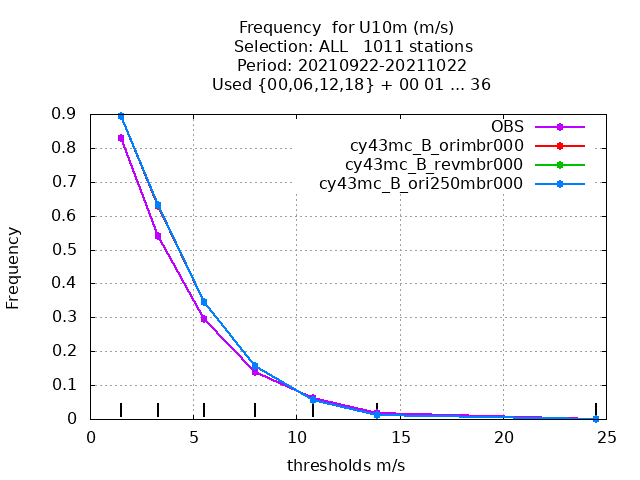 Frequency  for U10m (m/s)
Selection: ALL   1011 stations
Period: 20210922-20211022
Used {00,06,12,18} + 00 01 ... 36
OBS
cy43mc_B_orimbr000
cy43mc_B_revmbr000
cy43mc_B_ori250mbr000
Frequency
0.9
0.8
0.7
0.6
0.5
0.4
0.3
0.2
0.1
0
0 5 10 15 20 25
thresholds m/s